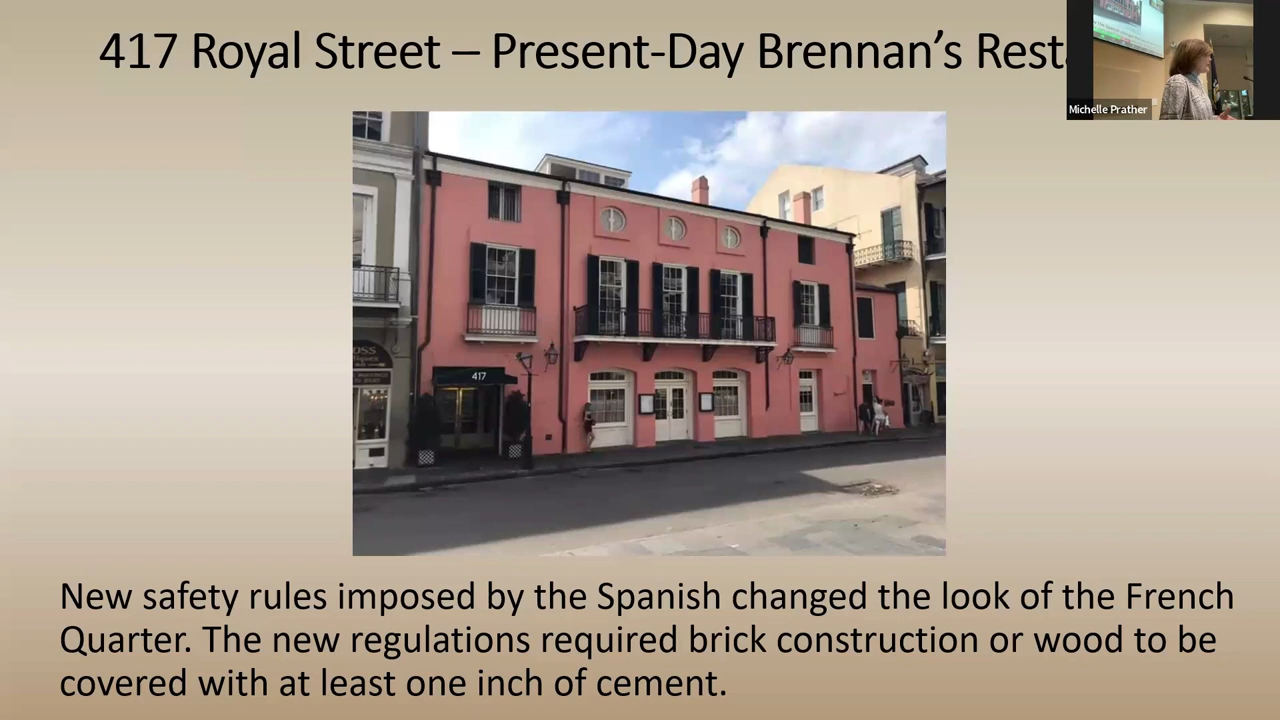 417 Royal Street – Present-Day Brennan’s Rest
Michelle Prather
417
New safety rules imposed by the Spanish changed the look of the French
Quarter. The new regulations required brick construction or wood to be
covered with at least one inch of cement.